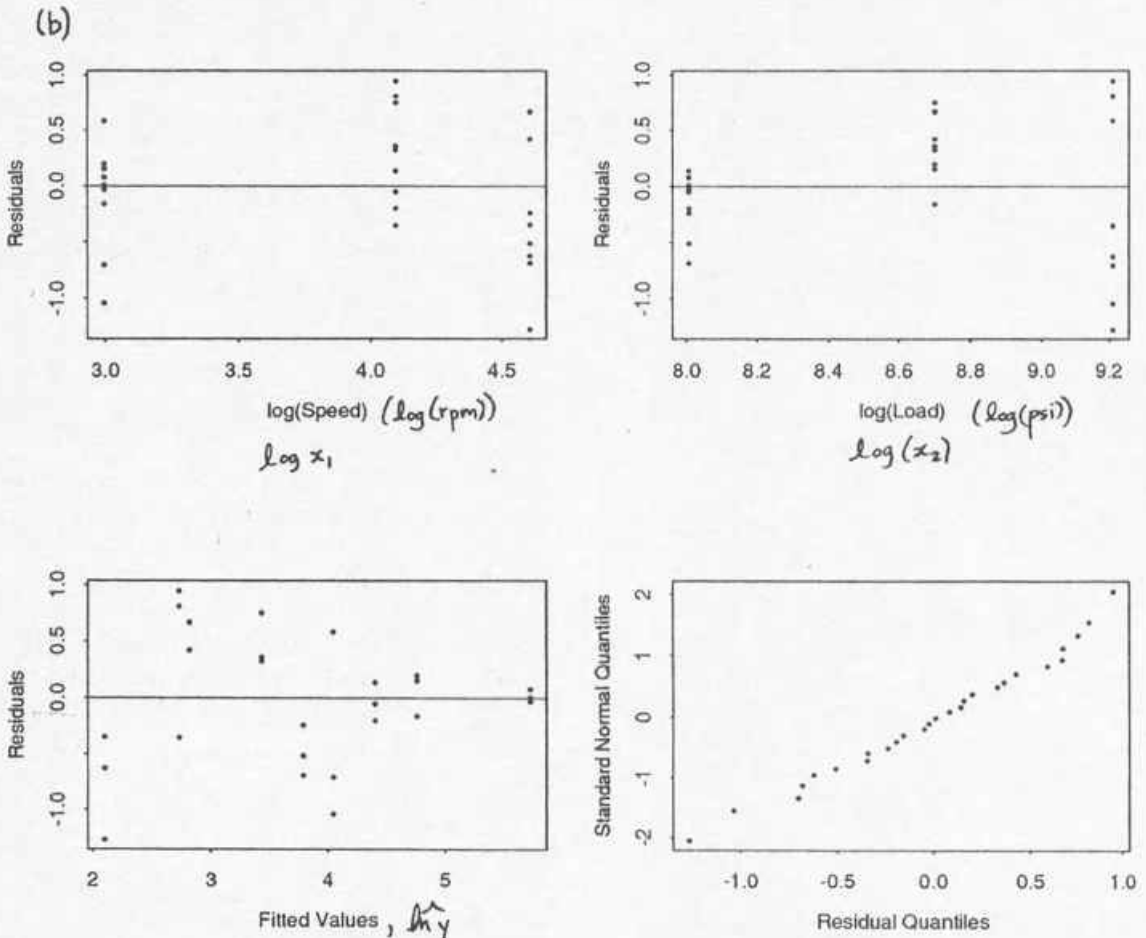 (b)
Residuals
1.0
0.5
0.0
-1.0
3.0 3.5 4.0 4.5
log(Speed) (log(rpm))
log x₁
Residuals
1.0
0.5
0.0
-1.0
8.0 8.2 8.4 8.6 8.8 9.0 9.2
log(Load) (log(psi))
log (x₂)
Residuals
1.0
0.5
0.0
-1.0
2 3 4 5
Fitted Values , ln̂ y
Standard Normal Quantiles
2
1
0
-1
-2
-1.0 -0.5 0.0 0.5 1.0
Residual Quantiles